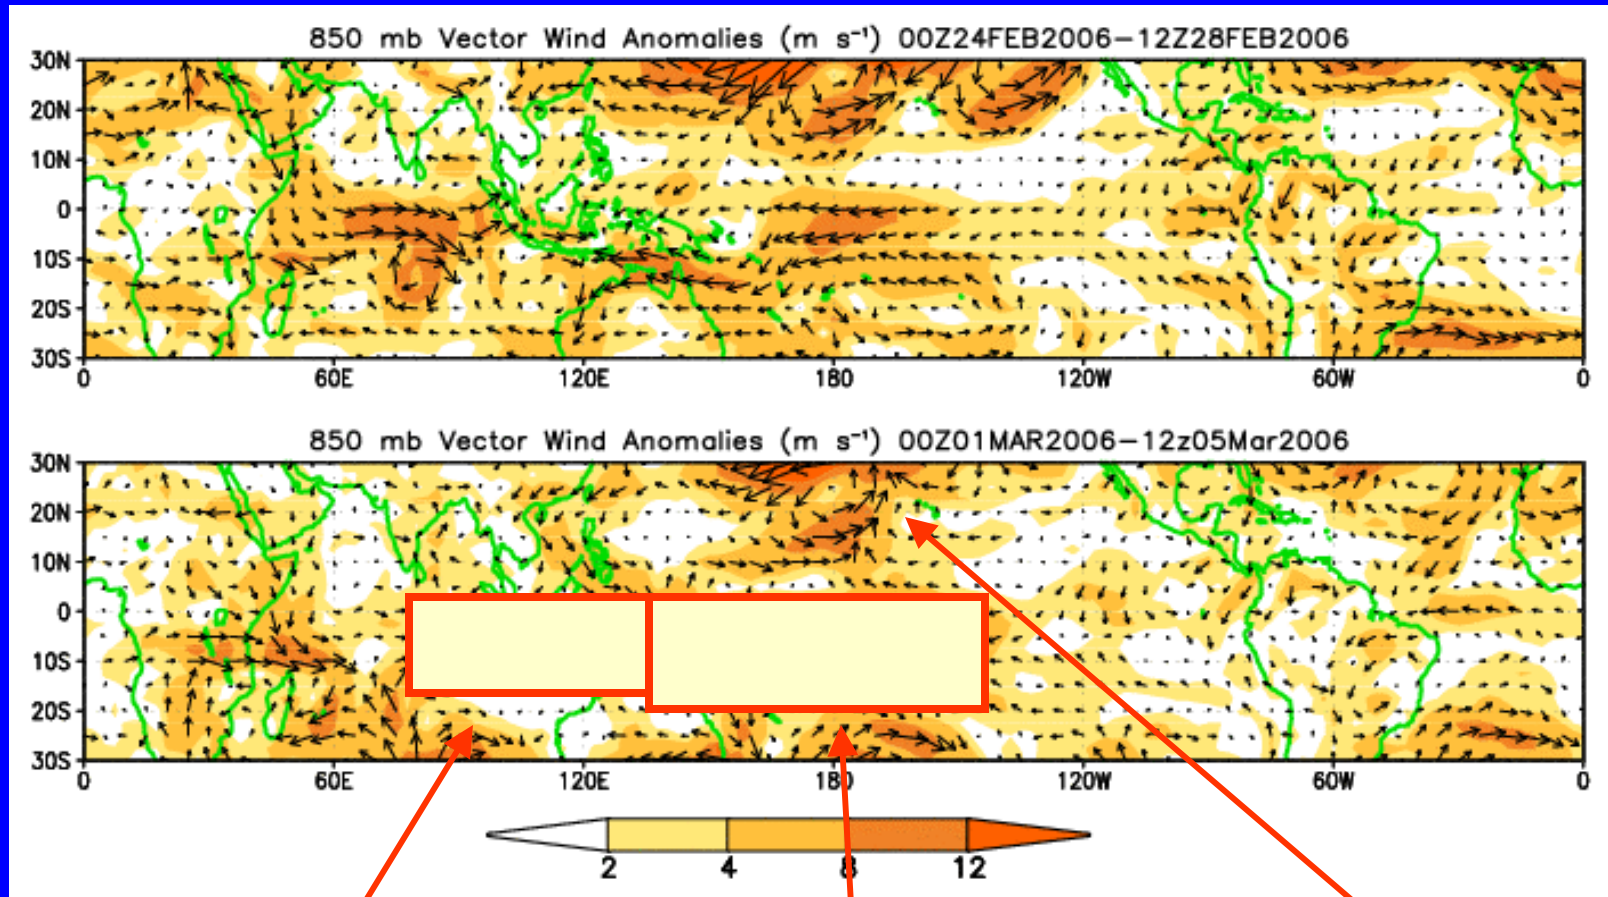 850 mb Vector Wind Anomalies (m s⁻¹) 00Z24FEB2006–12Z28FEB2006
30N
20N
10N
0
10S
20S
30S
0 60E 120E 180 120W 60W 0
850 mb Vector Wind Anomalies (m s⁻¹) 00Z01MAR2006–12z05Mar2006
30N
20N
10N
0
10S
20S
30S
0 60E 120E 180 120W 60W 0
2 4 8 12